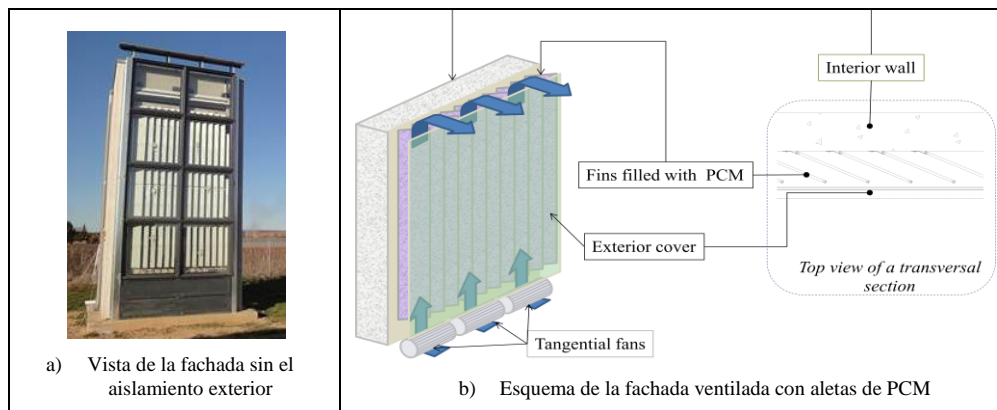 a) Vista de la fachada sin el
aislamiento exterior
Interior wall
Fins filled with PCM
Exterior cover
Top view of a transversal
section
Tangential fans
b) Esquema de la fachada ventilada con aletas de PCM